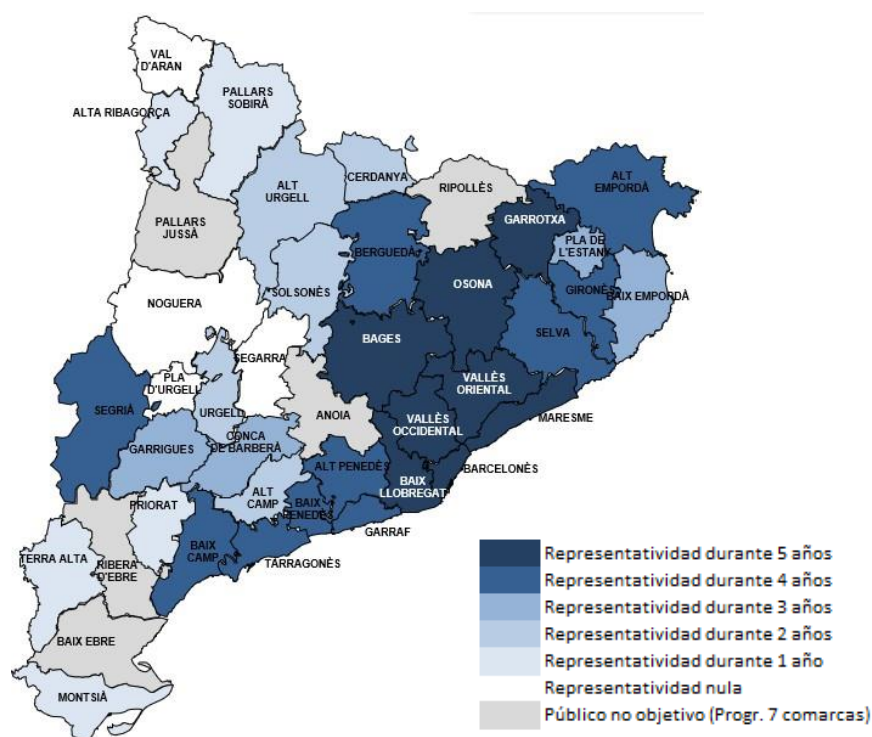 VAL
D'ARAN
PALLARS
SOBIRÀ
ALTA RIBAGORÇA
ALT
URGELL
CERDANYA
RIPOLLÈS
ALT
EMPORDÀ
GARROTXA
PALLARS
JUSSÀ
BERGUEDÀ
PLA DE
L'ESTANY
OSONA
GIRONÈS
BAIX EMPORDÀ
SOLSONÈS
NOGUERA
BAGES
SELVA
SEGARRA
PLA
D'URGELL
VALLÈS
ORIENTAL
SEGRIÀ
URGELL
ANOIA
MARESME
VALLÈS
OCCIDENTAL
CONCA
DE BARBERÀ
GARRIGUES
ALT PENEDÈS
BARCELONÈS
BAIX
LLOBREGAT
ALT
CAMP
PRIORAT
BAIX
PENEDÈS
GARRAF
BAIX
CAMP
TERRA ALTA
TARRAGONÈS
RIBERA
D'EBRE
BAIX EBRE
MONTSIÀ
Representatividad durante 5 años
Representatividad durante 4 años
Representatividad durante 3 años
Representatividad durante 2 años
Representatividad durante 1 año
Representatividad nula
Público no objetivo (Progr. 7 comarcas)